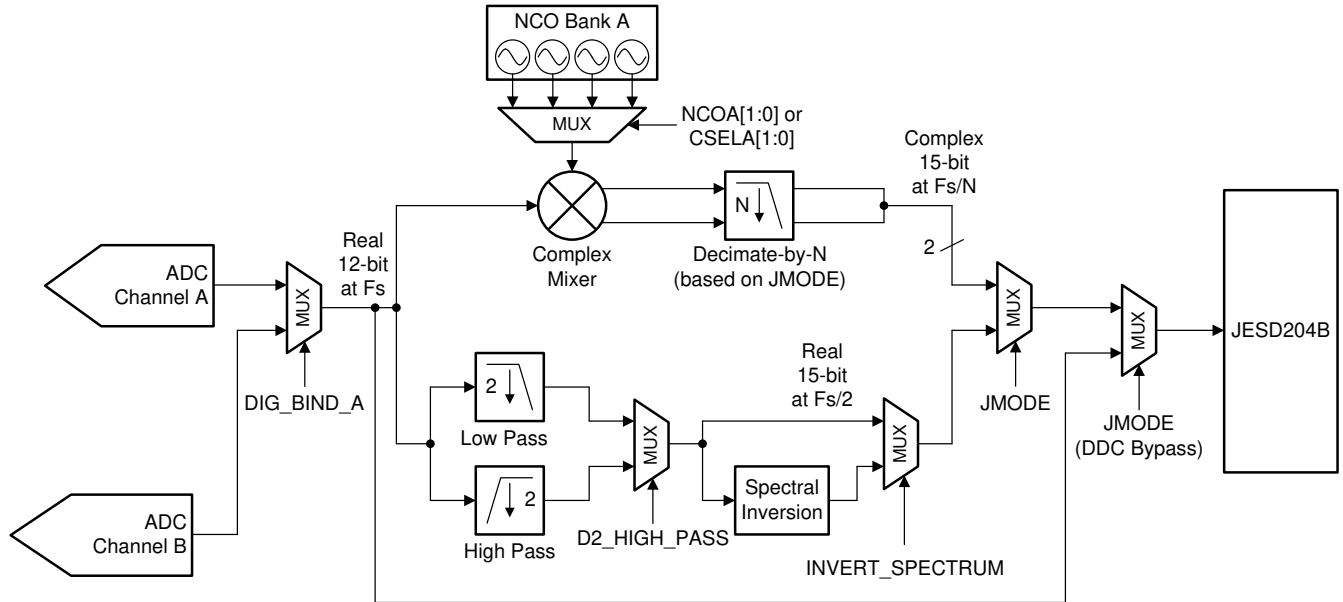 NCO Bank A
MUX
NCOA[1:0] or
CSELA[1:0]
Complex
15-bit
at Fs/N
N
2
Complex
Mixer
Decimate-by-N
(based on JMODE)
Real
12-bit
at Fs
ADC
Channel A
MUX
DIG_BIND_A
MUX
JMODE
MUX
JMODE
(DDC Bypass)
JESD204B
2
Low Pass
2
High Pass
MUX
D2_HIGH_PASS
Real
15-bit
at Fs/2
MUX
Spectral
Inversion
INVERT_SPECTRUM
ADC
Channel B